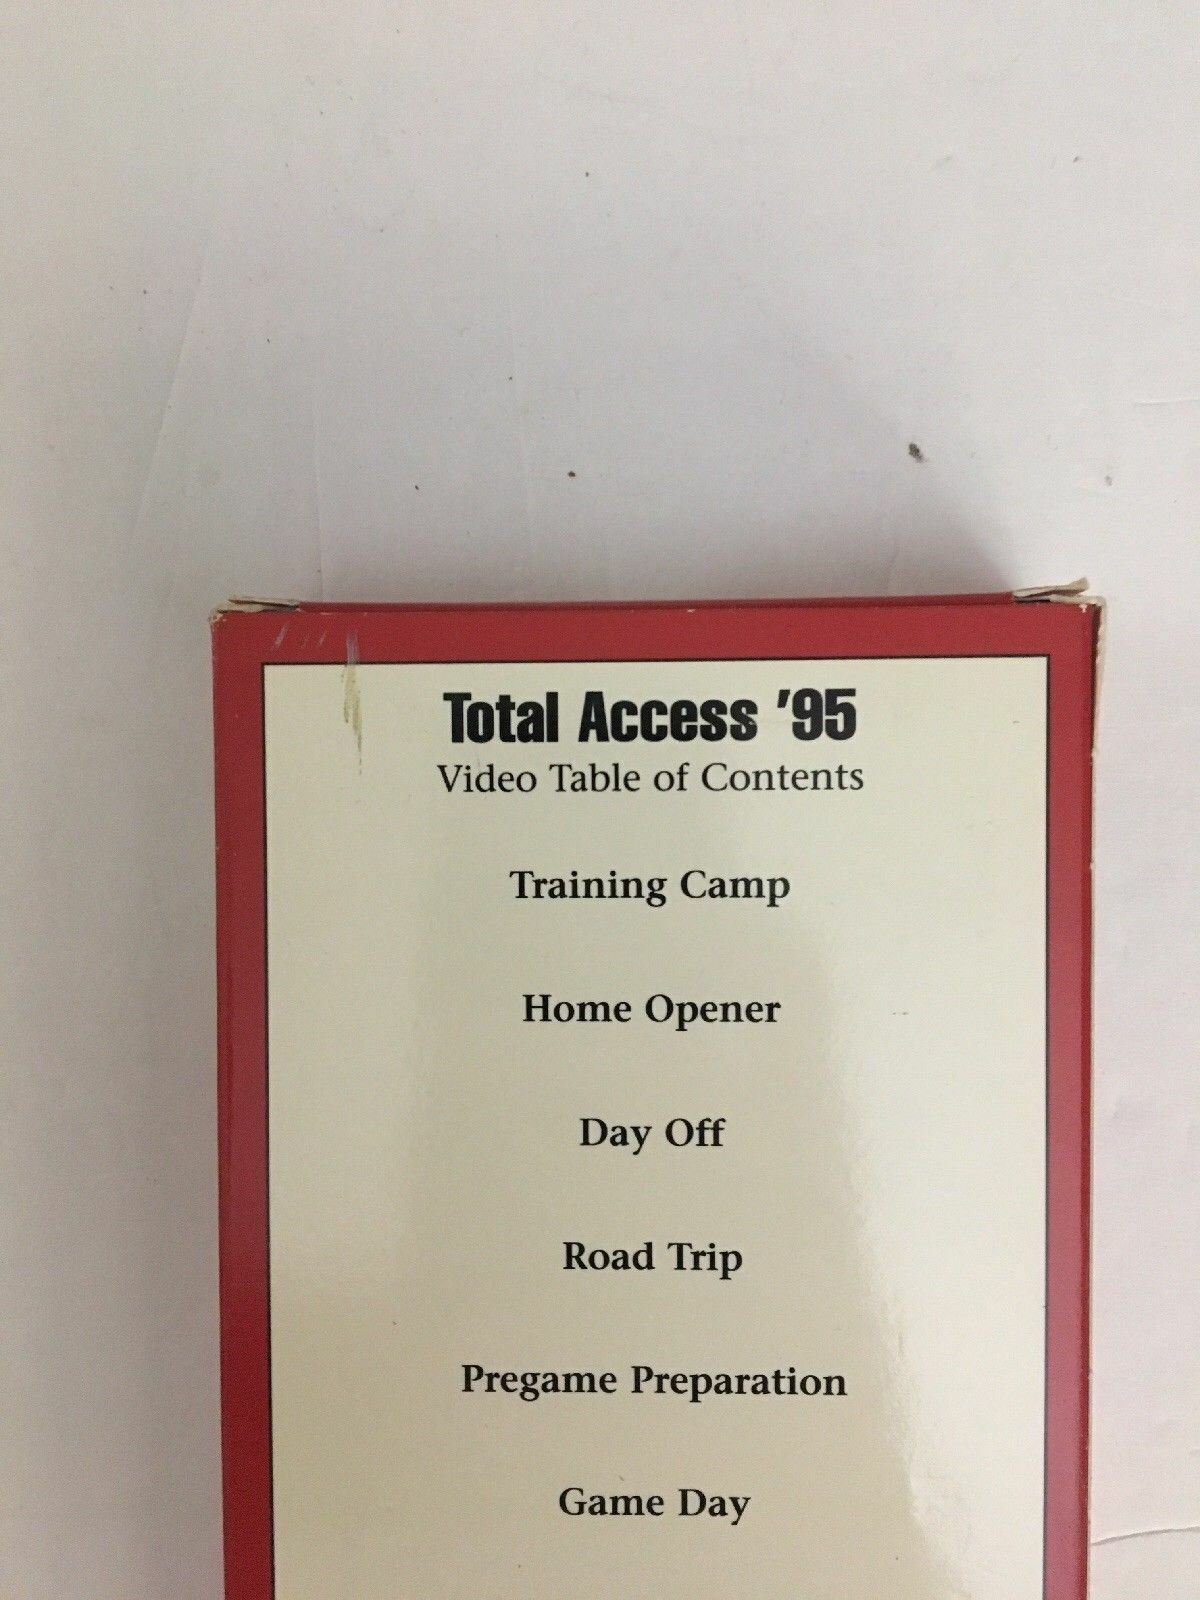 Total Access '95
Video Table of Contents
Training Camp
Home Opener
Day Off
Road Trip
Pregame Preparation
Game Day